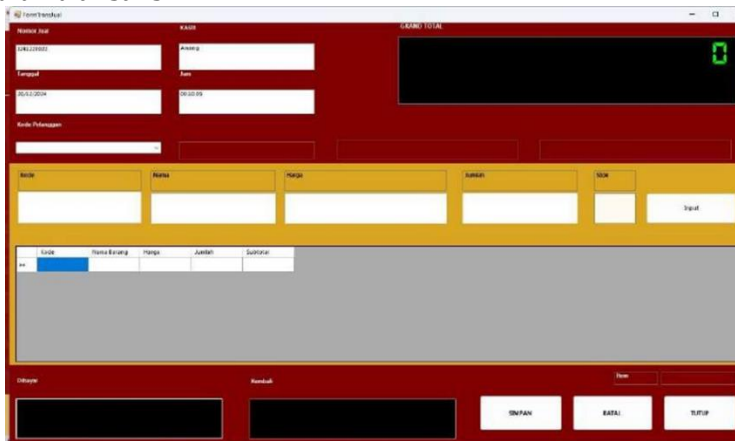 FormTransJual
Nomor Jual
KASIR
GRAND TOTAL
0
Tanggal
Jam
Kode Pelanggan
Kode
Nama
Harga
Jumlah
Stok
Input
Kode
Nama Barang
Harga
Jumlah
Subtotal
Dibayar
Kembali
Item
SIMPAN
BATAL
TUTUP